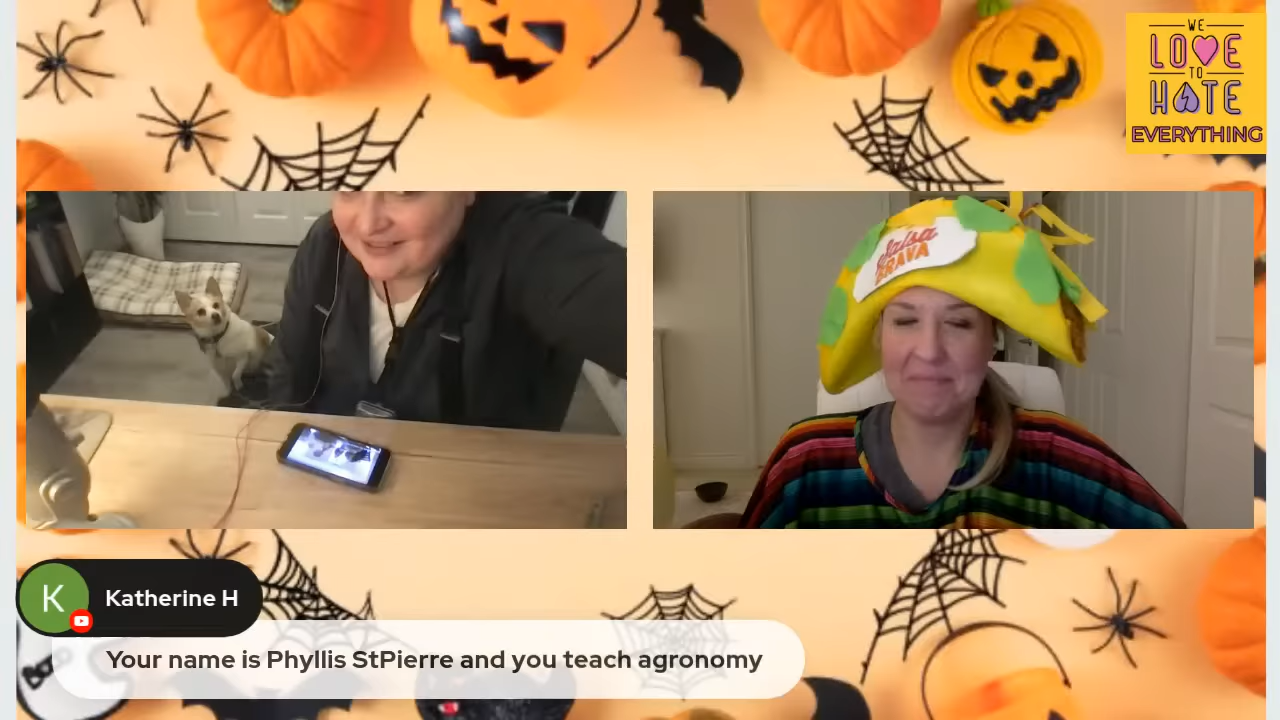 WE
LOVE
TO
HATE
EVERYTHING
Salsa
BRAVA
K
Katherine H
Your name is Phyllis StPierre and you teach agronomy